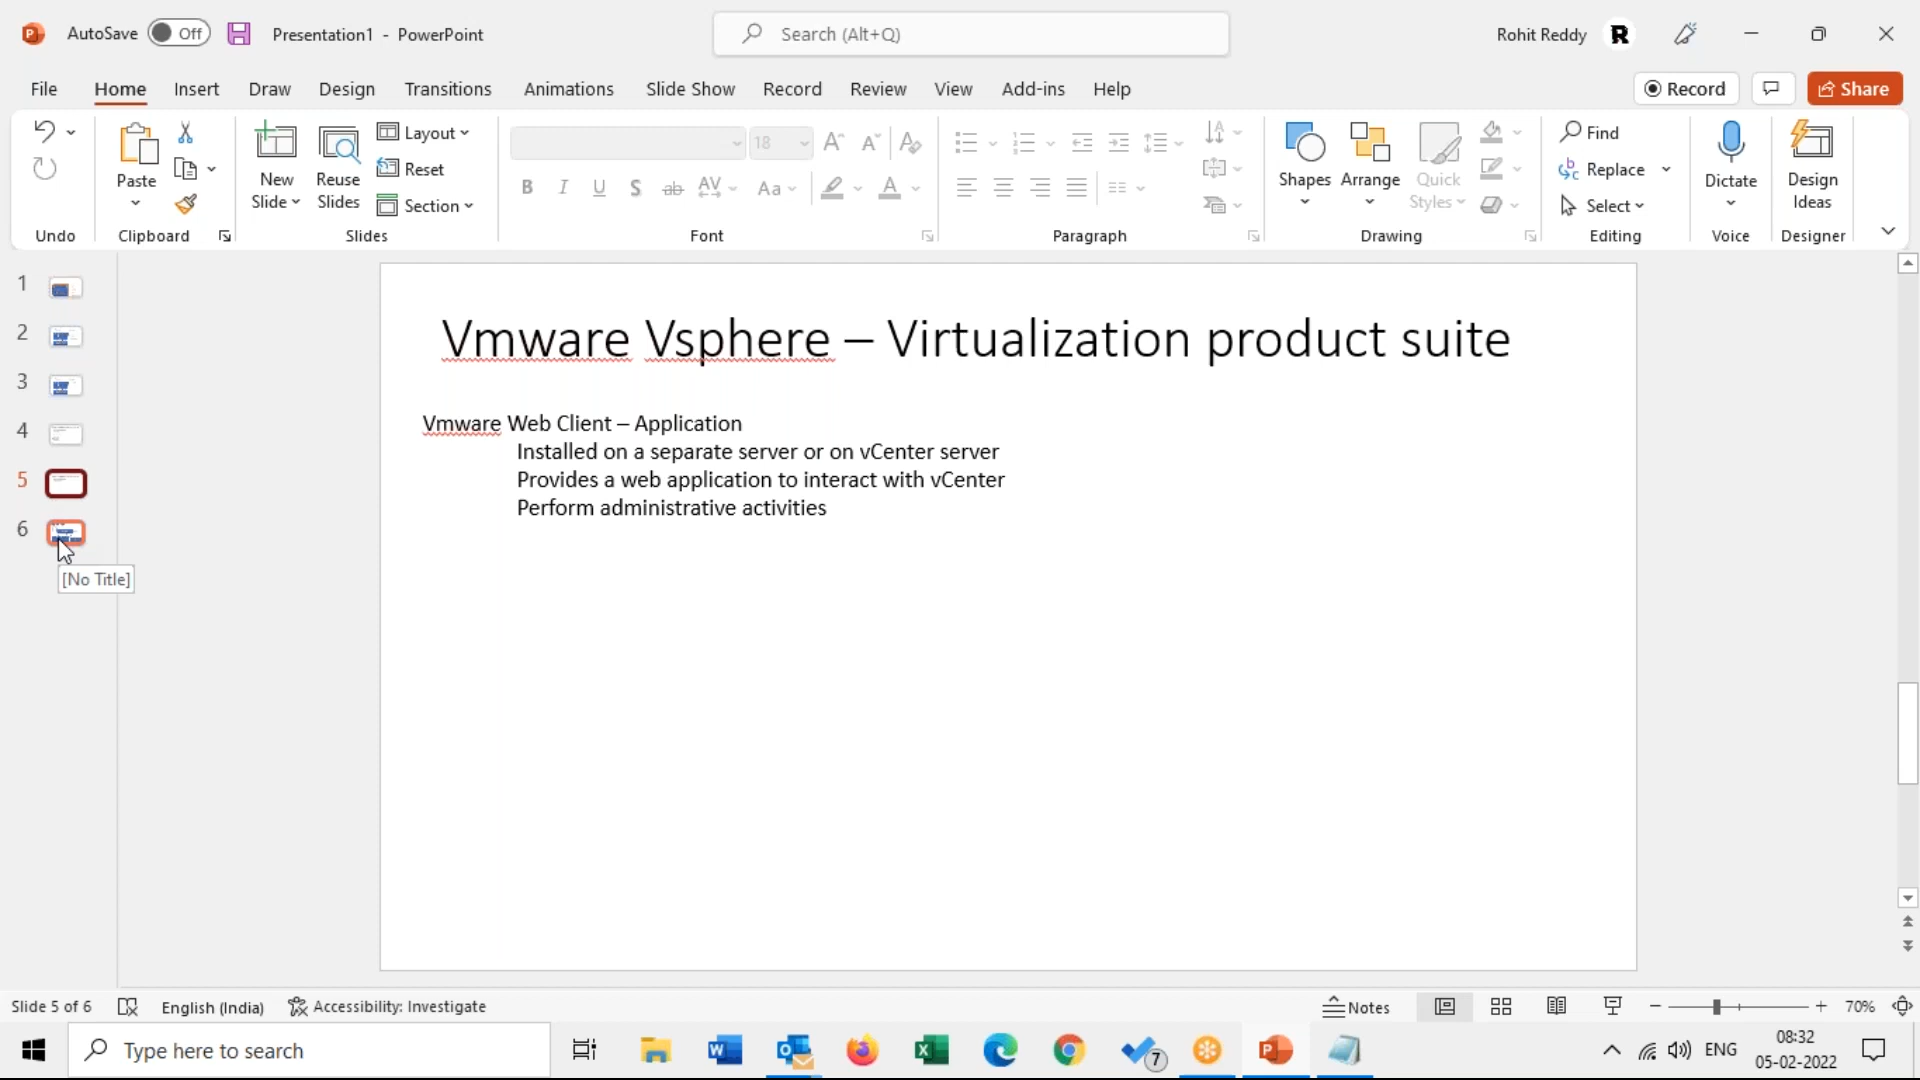 AutoSave Off Presentation1 - PowerPoint Search (Alt+Q) Rohit Reddy
File Home Insert Draw Design Transitions Animations Slide Show Record Review View Add-ins Help Record Share
Paste
New
Slide
Reuse
Slides
Layout
Reset
Section
18
B I U S ab AV Aa A
Shapes
Arrange
Quick
Styles
Find
Replace
Select
Dictate
Design
Ideas
Undo Clipboard Slides Font Paragraph Drawing Editing Voice Designer
1
2
3
4
5
6
[No Title]
Vmware Vsphere – Virtualization product suite
Vmware Web Client – Application
Installed on a separate server or on vCenter server
Provides a web application to interact with vCenter
Perform administrative activities
Slide 5 of 6 English (India) Accessibility: Investigate Notes 70%
Type here to search 7 ENG
08:32
05-02-2022